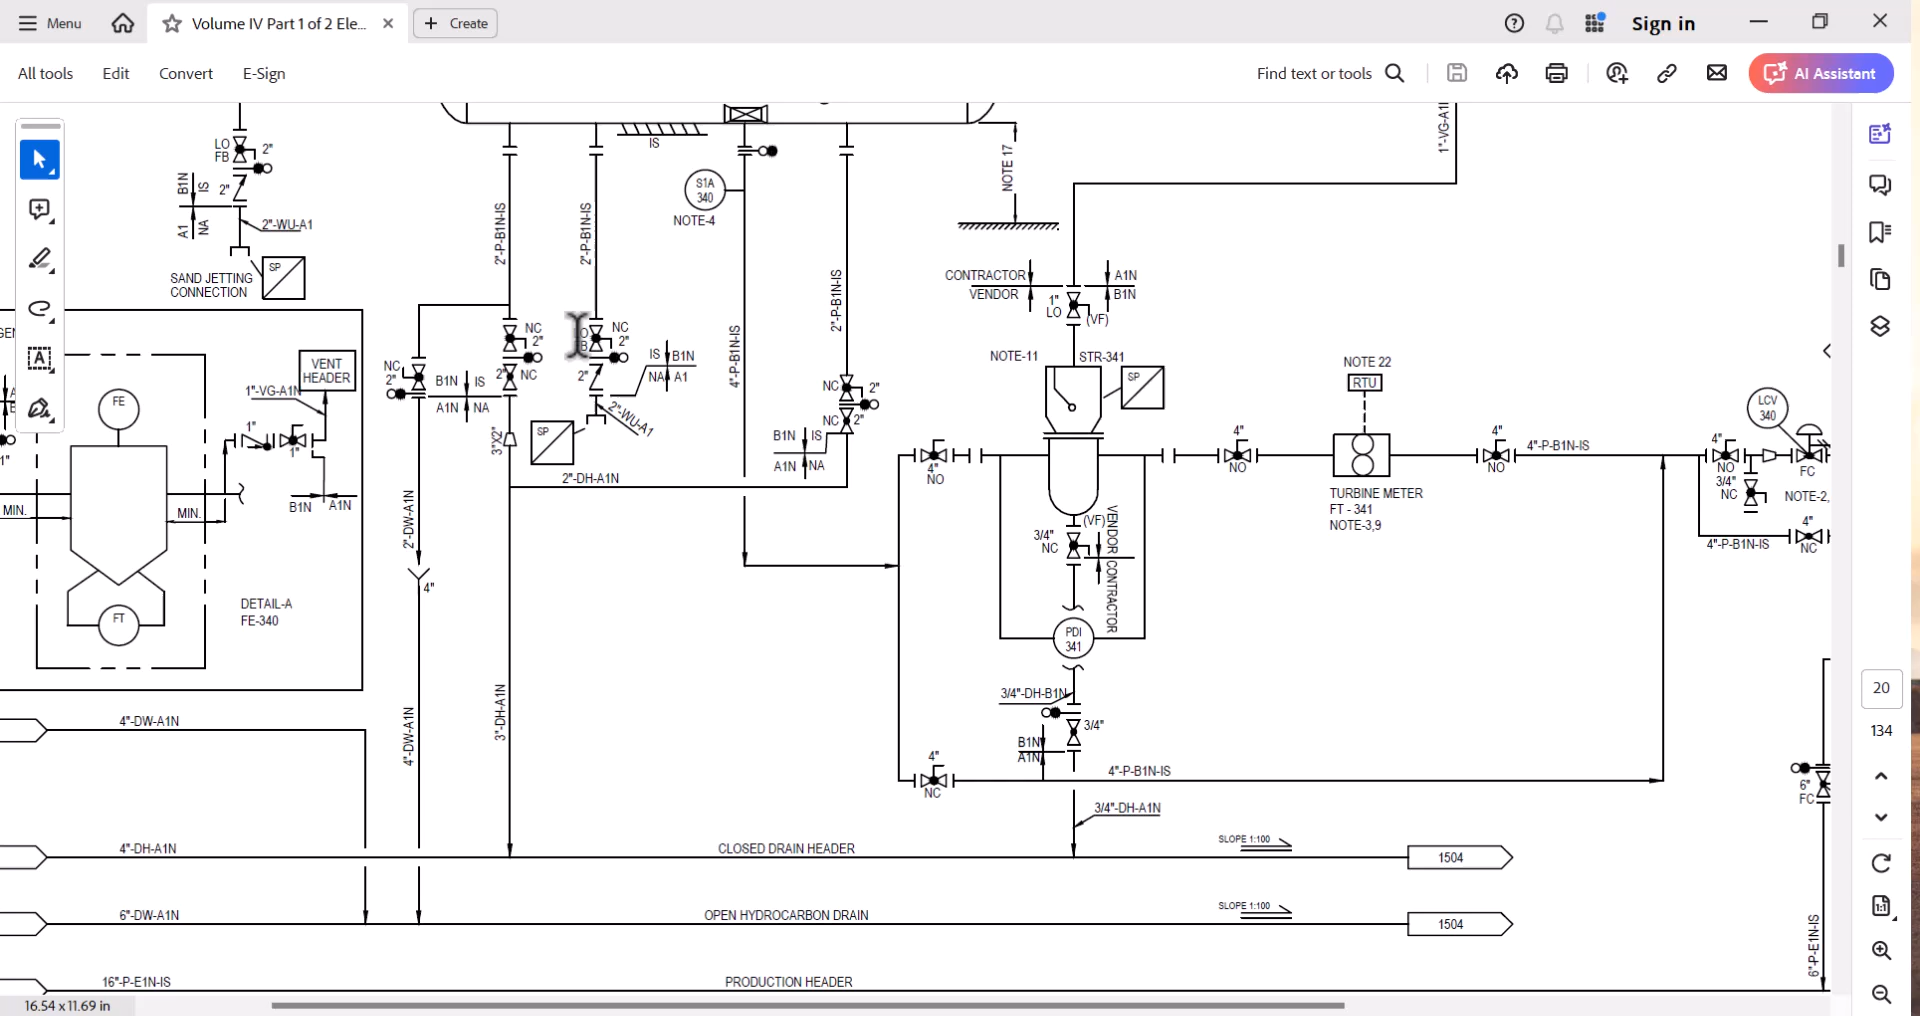 Menu
Volume IV Part 1 of 2 Ele...
Create
Sign in
All tools
Edit
Convert
E-Sign
Find text or tools
AI Assistant
LO
FB
2"
B1N
IS
2"
A1
NA
2"-WU-A1
SAND JETTING
CONNECTION
SP
IS
S1A
340
NOTE-4
NOTE 17
1"-VG-A1
2"-P-B1N-IS
2"-P-B1N-IS
4"-P-B1N-IS
2"-P-B1N-IS
CONTRACTOR
VENDOR
A1N
B1N
1"
LO
(VF)
NOTE-11
STR-341
SP
NOTE 22
RTU
LCV
340
VENT
HEADER
1"-VG-A1N
FE
1"
1"
B1N
A1N
MIN.
MIN.
FT
DETAIL-A
FE-340
1"
NC
2"
B1N
IS
A1N
NA
NC
2"
2"
NC
3"X2"
NC
2"
2"
IS
B1N
NA
A1
2"-WU-A1
SP
NC
2"
NC
2"
B1N
IS
A1N
NA
2"-DH-A1N
2"-DW-A1N
4"
4"-DW-A1N
3"-DH-A1N
4"
NO
4"
NO
TURBINE METER
FT - 341
NOTE-3,9
4"
NO
4"-P-B1N-IS
4"
NO
3/4"
NC
FC
NOTE-2,
4"
4"-P-B1N-IS
NC
(VF)
3/4"
NC
VENDOR
CONTRACTOR
PDI
341
3/4"-DH-B1N
3/4"
B1N
A1N
4"
NC
4"-P-B1N-IS
3/4"-DH-A1N
6"
FC
6"-P-E1N-IS
4"-DW-A1N
4"-DH-A1N
CLOSED DRAIN HEADER
SLOPE 1:100
1504
6"-DW-A1N
OPEN HYDROCARBON DRAIN
SLOPE 1:100
1504
16"-P-E1N-IS
PRODUCTION HEADER
20
134
1:1
16.54 x 11.69 in